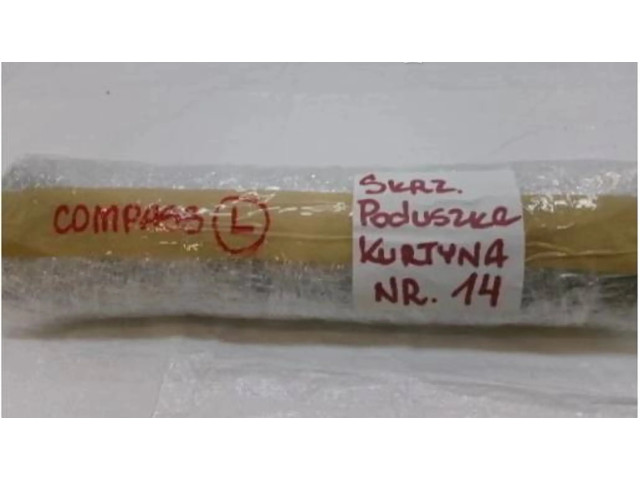 COMPASS L
SKRZ.
PODUSZKA
KURTYNA
NR. 14